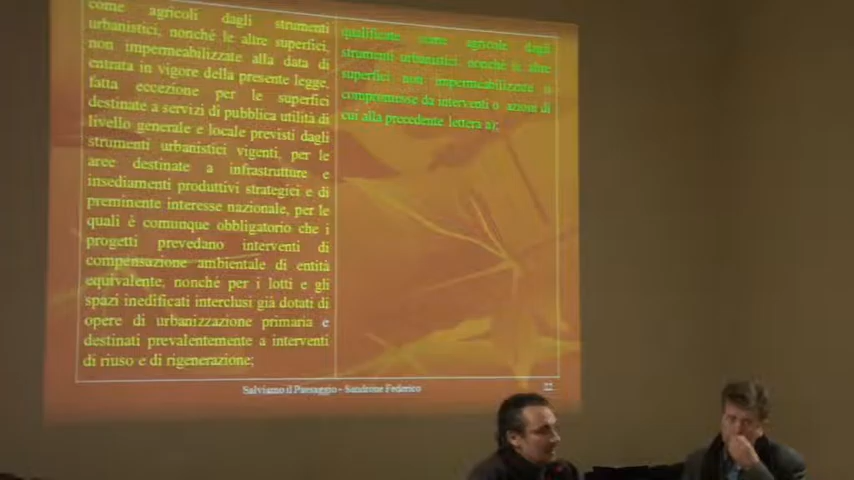 come agricoli dagli strumenti
urbanistici, nonché le altre superfici,
non impermeabilizzate alla data di
entrata in vigore della presente legge,
fatta eccezione per le superfici
destinate a servizi di pubblica utilità di
livello generale e locale previsti dagli
strumenti urbanistici vigenti, per le
aree destinate a infrastrutture e
insediamenti produttivi strategici e di
preminente interesse nazionale, per le
quali è comunque obbligatorio che i
progetti prevedano interventi di
compensazione ambientale di entità
equivalente, nonché per i lotti e gli
spazi inedificati interclusi già dotati di
opere di urbanizzazione primaria e
destinati prevalentemente a interventi
di riuso e di rigenerazione;
qualificate come agricole dagli
strumenti urbanistici, nonché le altre
superfici non impermeabilizzate o
compromesse da interventi o azioni di
cui alla precedente lettera a);
Salviamo il Paesaggio - Sandrone Federico